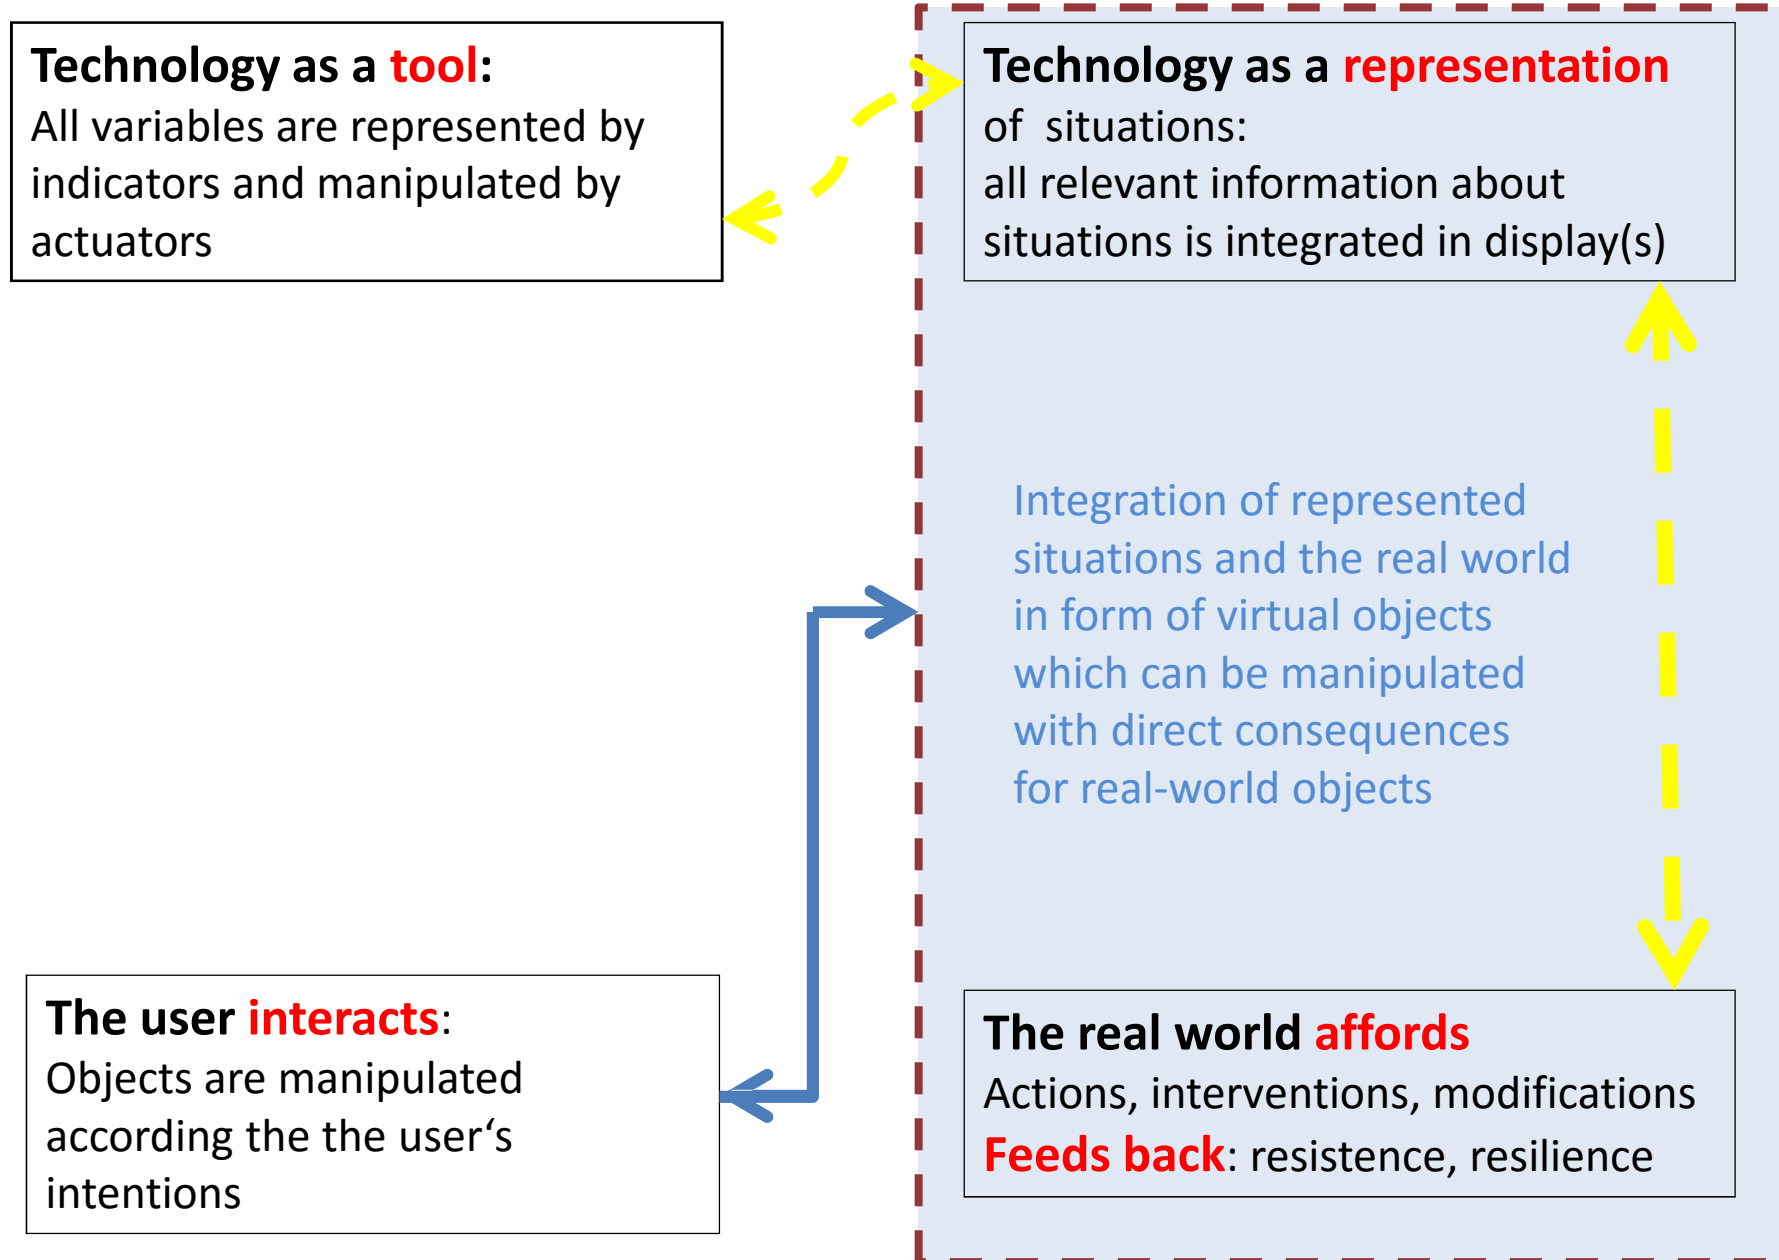 Technology as a tool:
All variables are represented by
indicators and manipulated by
actuators
Technology as a representation
of situations:
all relevant information about
situations is integrated in display(s)
Integration of represented
situations and the real world
in form of virtual objects
which can be manipulated
with direct consequences
for real-world objects
The user interacts:
Objects are manipulated
according the the user‘s
intentions
The real world affords
Actions, interventions, modifications
Feeds back: resistence, resilience